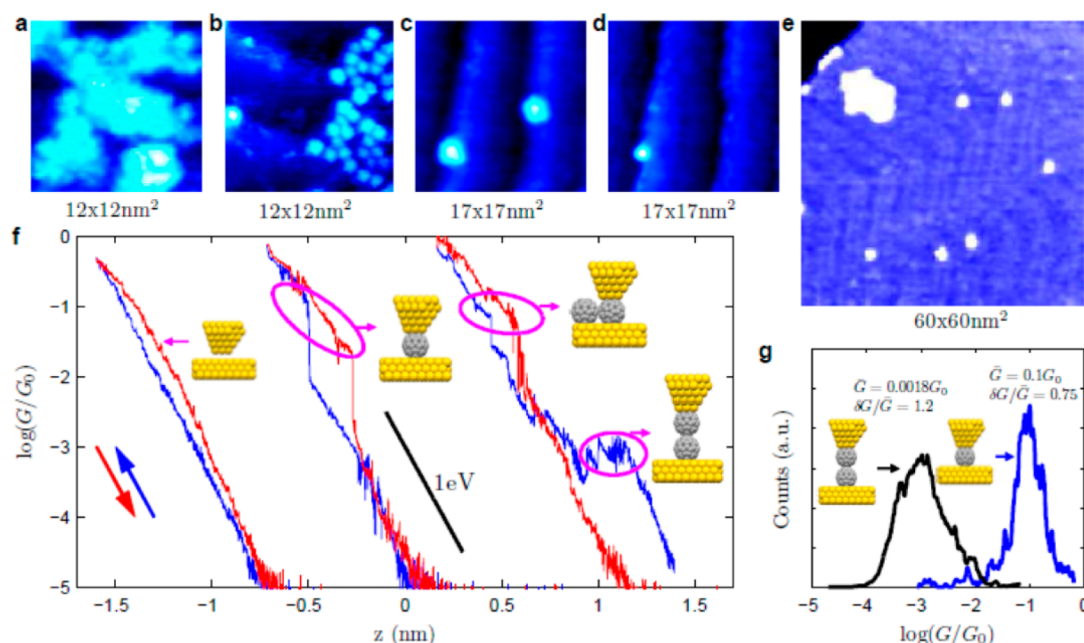 a
b
c
d
e
12x12nm²
12x12nm²
17x17nm²
17x17nm²
60x60nm²
f
log(G/G₀)
0
−1
−2
−3
−4
−5
1eV
−1.5
−1
−0.5
0
0.5
1
1.5
z (nm)
g
Counts (a.u.)
Ḡ = 0.0018G₀
δG/Ḡ = 1.2
Ḡ = 0.1G₀
δG/Ḡ = 0.75
−5
−4
−3
−2
−1
0
log(G/G₀)